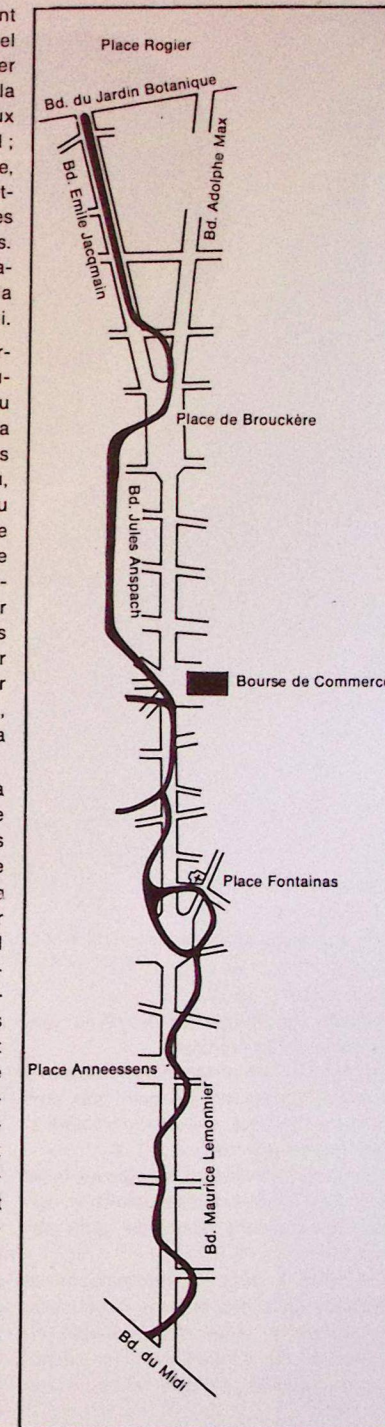 Place Rogier
Bd. du Jardin Botanique
Bd. Adolphe Max
Bd. Emile Jacqmain
Place de Brouckère
Bd. Jules Anspach
Bourse de Commerce
Place Fontainas
Place Anneessens
Bd. Maurice Lemonnier
Bd. du Midi